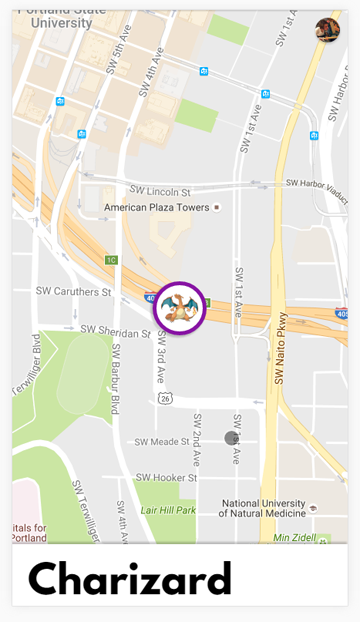 Portland State
University
SW 5th Ave
SW 4th Ave
SW 1st Ave
SW Harbor
SW 1st Ave
SW Lincoln St
SW Harbor Viaduct
American Plaza Towers
1C
SW Caruthers St
40
405
SW 1st Ave
SW Sheridan St
SW Naito Pkwy
Terwilliger Blvd
SW Barbur Blvd
SW 3rd Ave
26
SW 2nd Ave
SW 1st Ave
SW Meade St
SW Hooker St
SW Terwilliger
SW 4th Ave
Lair Hill Park
National University
of Natural Medicine
itals for
Portland
Min Zidell
Charizard